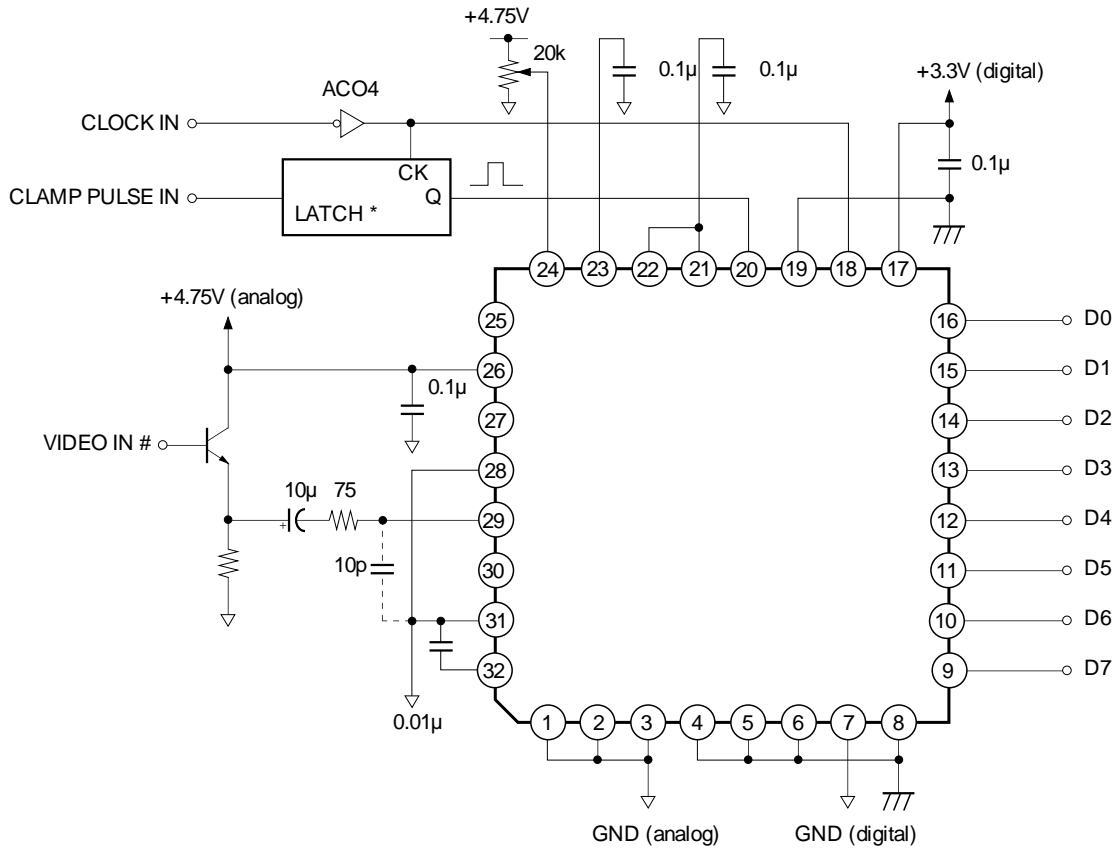 +4.75V
20k
0.1µ
0.1µ
+3.3V (digital)
ACO4
CLOCK IN
0.1µ
CK
CLAMP PULSE IN
Q
LATCH *
24 23 22 21 20 19 18 17
+4.75V (analog)
25
16 D0
26
15 D1
0.1µ
27
14 D2
VIDEO IN #
28
13 D3
10µ 75
29
12 D4
10p
30
11 D5
31
10 D6
32
9 D7
0.01µ
1 2 3 4 5 6 7 8
GND (analog) GND (digital)